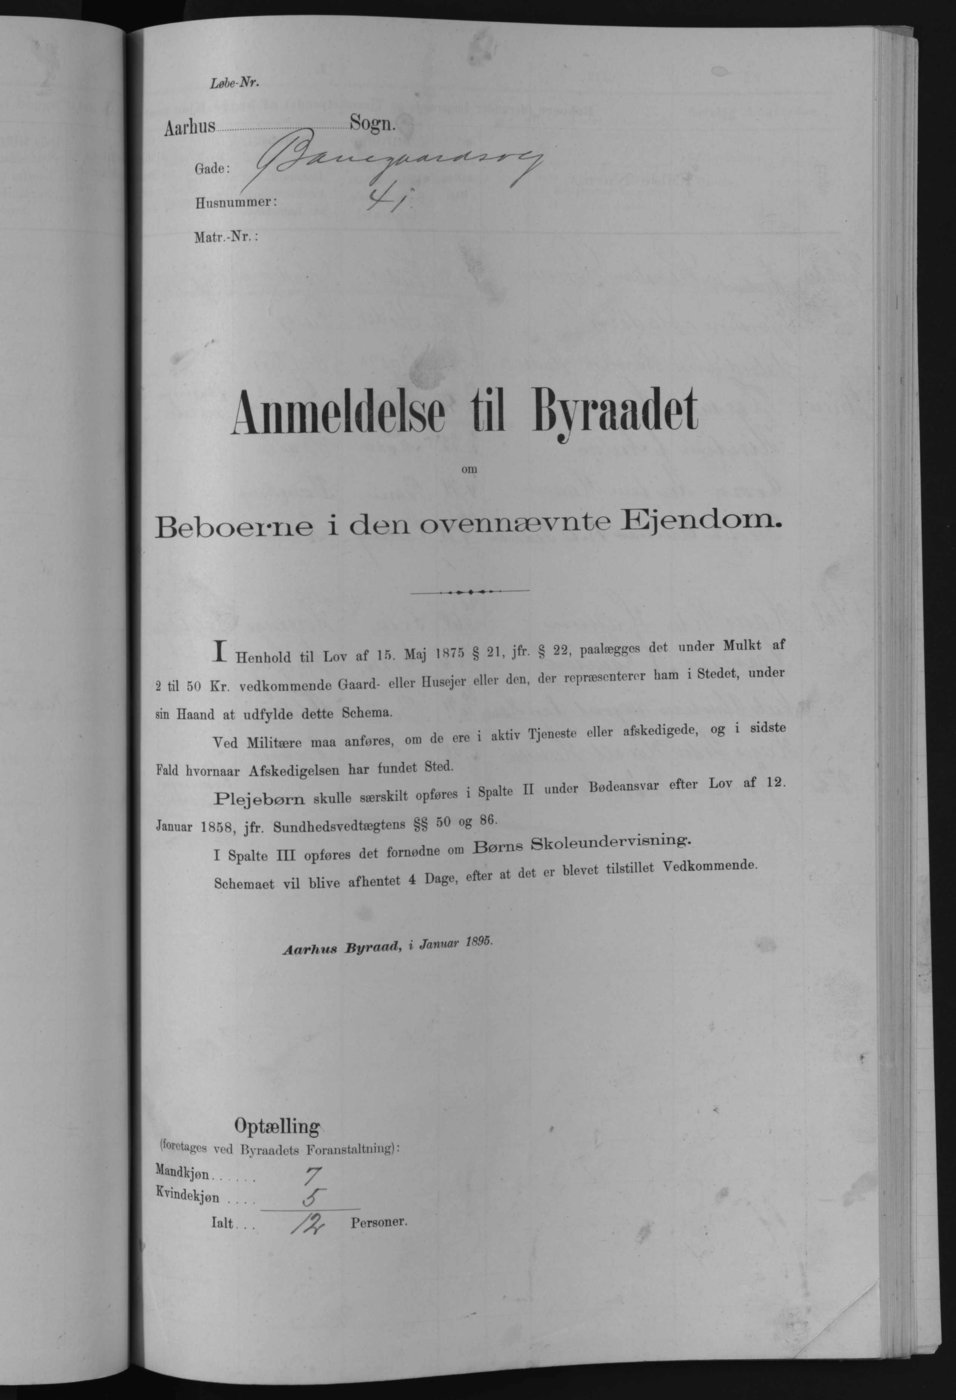 Løbe-Nr.
Aarhus Sogn.
Gade: Banegaardsvej
Husnummer: 41
Matr.-Nr.:
Anmeldelse til Byraadet
om
Beboerne i den ovennævnte Ejendom.
I Henhold til Lov af 15. Maj 1875 § 21, jfr. § 22, paalægges det under Mulkt af
2 til 50 Kr. vedkommende Gaard- eller Husejer eller den, der repræsenterer ham i Stedet, under
sin Haand at udfylde dette Schema.
Ved Militære maa anføres, om de ere i aktiv Tjeneste eller afskedigede, og i sidste
Fald hvornaar Afskedigelsen har fundet Sted.
Plejebørn skulle særskilt opføres i Spalte II under Bødeansvar efter Lov af 12.
Januar 1858, jfr. Sundhedsvedtægtens §§ 50 og 86.
I Spalte III opføres det fornødne om Børns Skoleundervisning.
Schemaet vil blive afhentet 4 Dage, efter at det er blevet tilstillet Vedkommende.
Aarhus Byraad, i Januar 1895.
Optælling
(foretages ved Byraadets Foranstaltning):
Mandkjøn...... 7
Kvindekjøn .... 5
Ialt... 12 Personer.